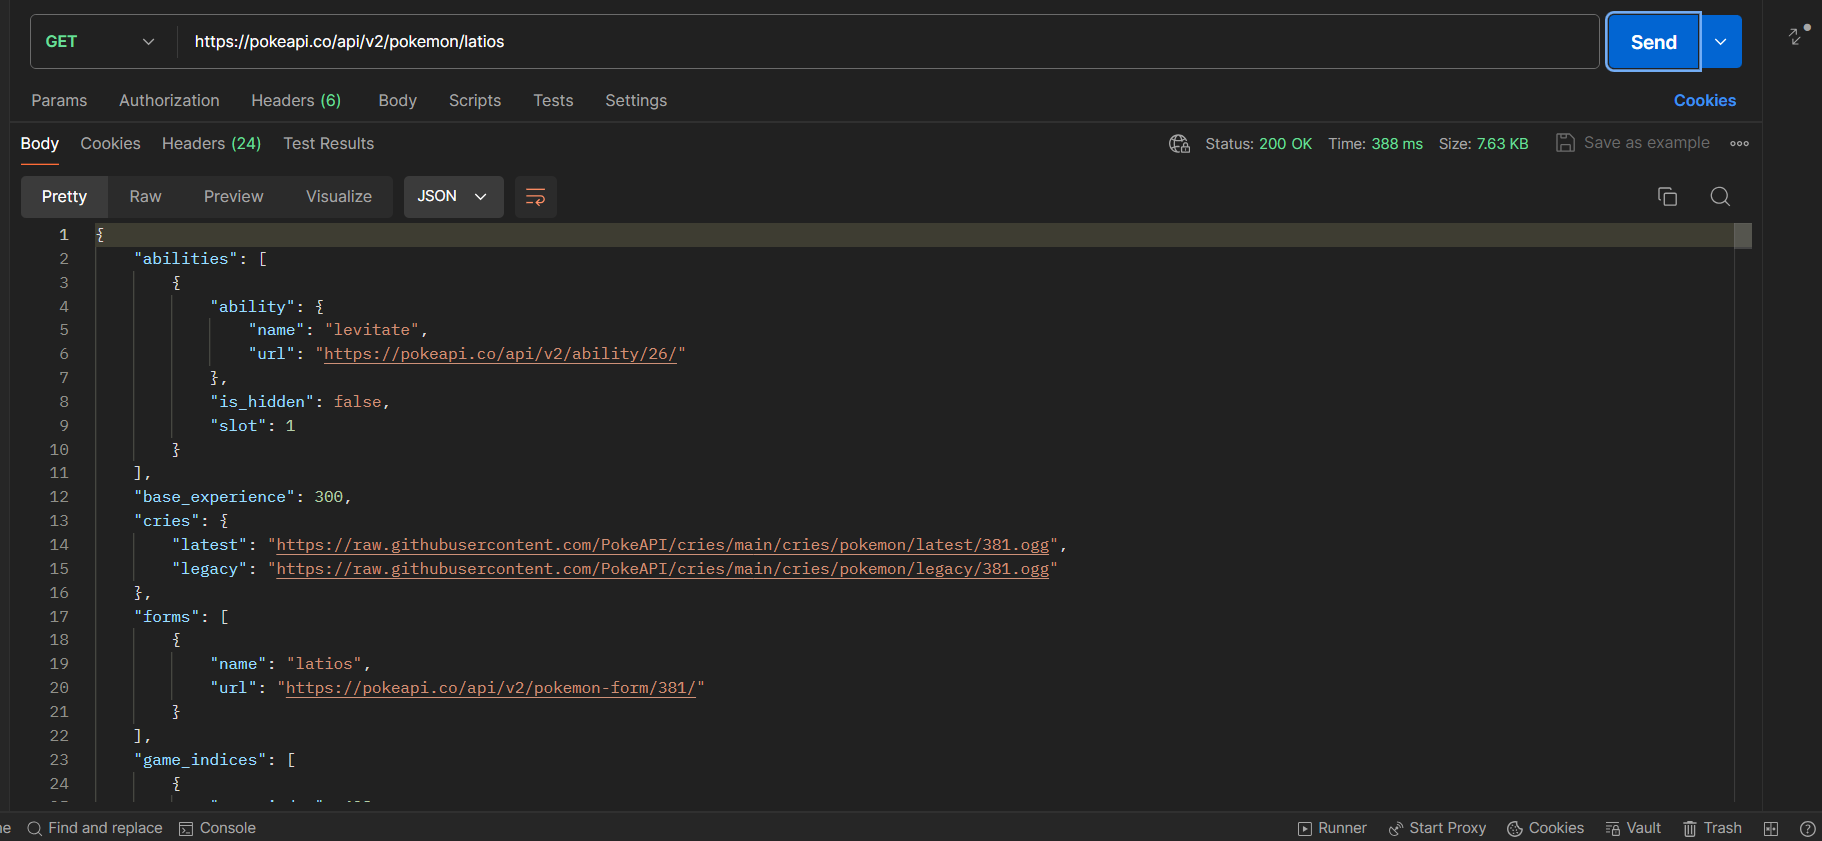 GET https://pokeapi.co/api/v2/pokemon/latios Send
Params Authorization Headers (6) Body Scripts Tests Settings Cookies
Body Cookies Headers (24) Test Results Status: 200 OK Time: 388 ms Size: 7.63 KB Save as example
Pretty Raw Preview Visualize JSON
1 {
2 "abilities": [
3 {
4 "ability": {
5 "name": "levitate",
6 "url": "https://pokeapi.co/api/v2/ability/26/"
7 },
8 "is_hidden": false,
9 "slot": 1
10 }
11 ],
12 "base_experience": 300,
13 "cries": {
14 "latest": "https://raw.githubusercontent.com/PokeAPI/cries/main/cries/pokemon/latest/381.ogg",
15 "legacy": "https://raw.githubusercontent.com/PokeAPI/cries/main/cries/pokemon/legacy/381.ogg"
16 },
17 "forms": [
18 {
19 "name": "latios",
20 "url": "https://pokeapi.co/api/v2/pokemon-form/381/"
21 }
22 ],
23 "game_indices": [
24 {
Find and replace Console Runner Start Proxy Cookies Vault Trash